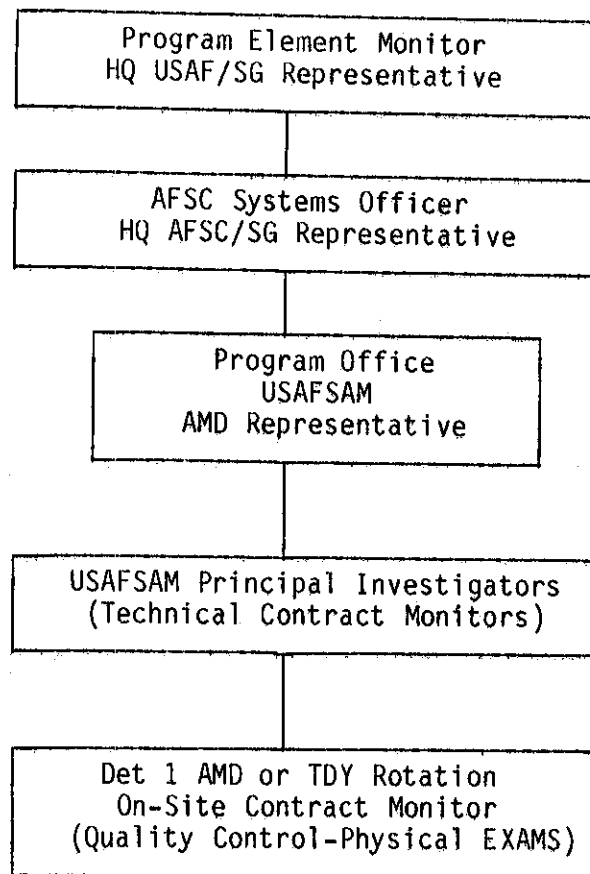 Program Element Monitor
HQ USAF/SG Representative
AFSC Systems Officer
HQ AFSC/SG Representative
Program Office
USAFSAM
AMD Representative
USAFSAM Principal Investigators
(Technical Contract Monitors)
Det 1 AMD or TDY Rotation
On-Site Contract Monitor
(Quality Control-Physical EXAMS)